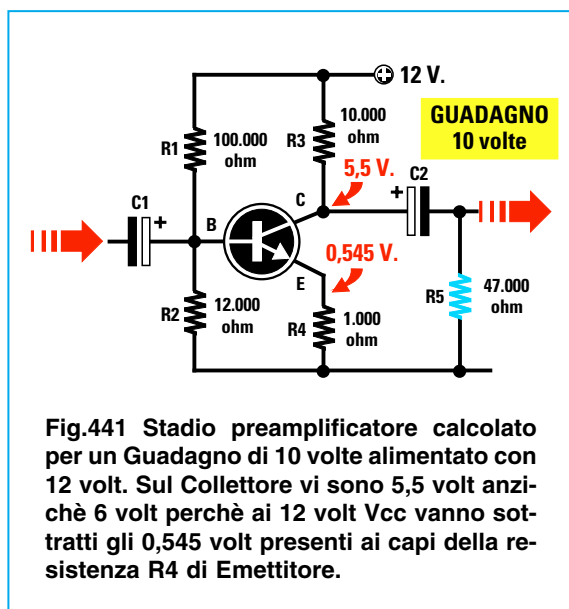 12 V.
10.000
ohm
R3
GUADAGNO
10 volte
R1
100.000
ohm
5,5 V.
C2
+
C
C1
+
B
0,545 V.
E
R2
12.000
ohm
R4
1.000
ohm
R5
47.000
ohm
Fig.441 Stadio preamplificatore calcolato
per un Guadagno di 10 volte alimentato con
12 volt. Sul Collettore vi sono 5,5 volt anzi-
chè 6 volt perchè ai 12 volt Vcc vanno sot-
tratti gli 0,545 volt presenti ai capi della re-
sistenza R4 di Emettitore.